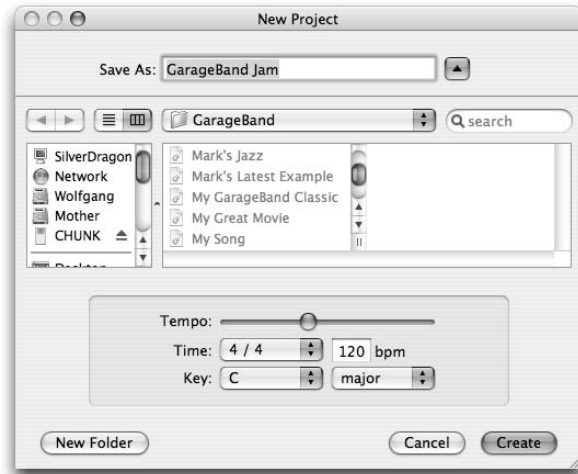 New Project
Save As: GarageBand Jam
GarageBand
search
SilverDragon
Network
Wolfgang
Mother
CHUNK
Desktop
Mark's Jazz
Mark's Latest Example
My GarageBand Classic
My Great Movie
My Song
Tempo:
Time: 4 / 4 120 bpm
Key: C major
New Folder Cancel Create